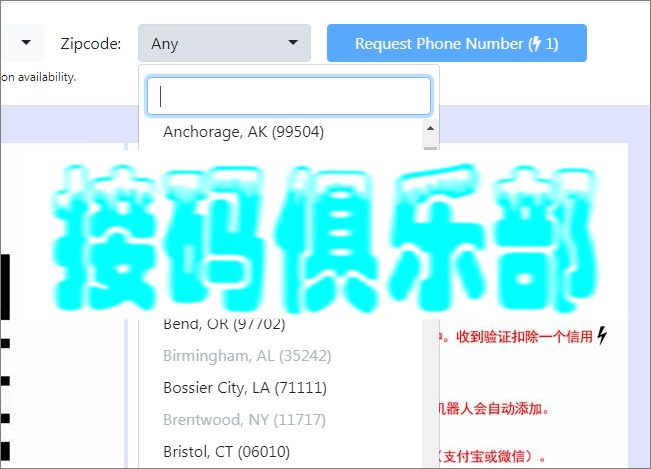 Zipcode: Any Request Phone Number (⚡ 1)
on availability.
Anchorage, AK (99504)
接码俱乐部
Bend, OR (97702)
。收到验证扣除一个信用⚡
Birmingham, AL (35242)
Bossier City, LA (71111)
机器人会自动添加。
Brentwood, NY (11717)
Bristol, CT (06010)
(支付宝或微信)。